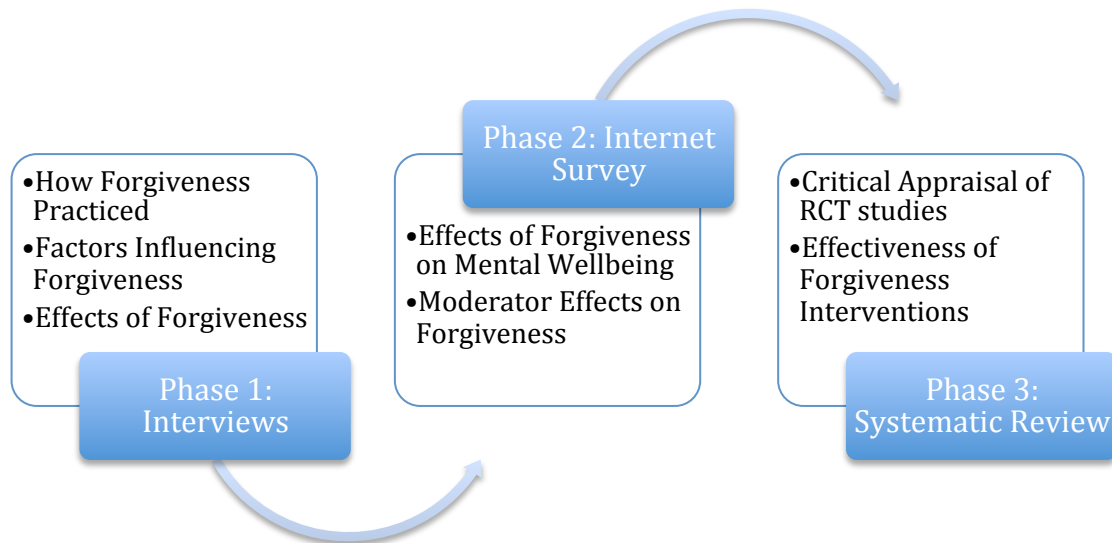 •How Forgiveness
Practiced
•Factors Influencing
Forgiveness
•Effects of Forgiveness
Phase 1:
Interviews
Phase 2: Internet
Survey
•Effects of Forgiveness
on Mental Wellbeing
•Moderator Effects on
Forgiveness
•Critical Appraisal of
RCT studies
•Effectiveness of
Forgiveness
Interventions
Phase 3:
Systematic Review